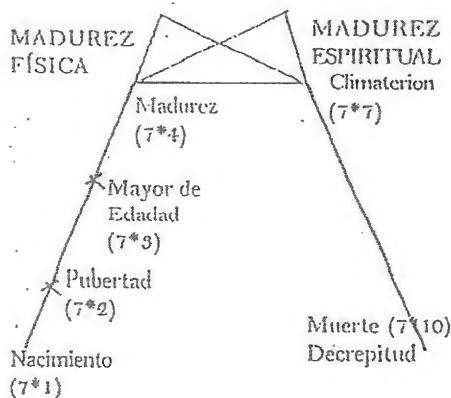 MADUREZ
FÍSICA
MADUREZ
ESPIRITUAL
Climaterion
(7*7)
Madurez
(7*4)
Mayor de
Edadad
(7*3)
Pubertad
(7*2)
Nacimiento
(7*1)
Muerte (7*10)
Decrepitud